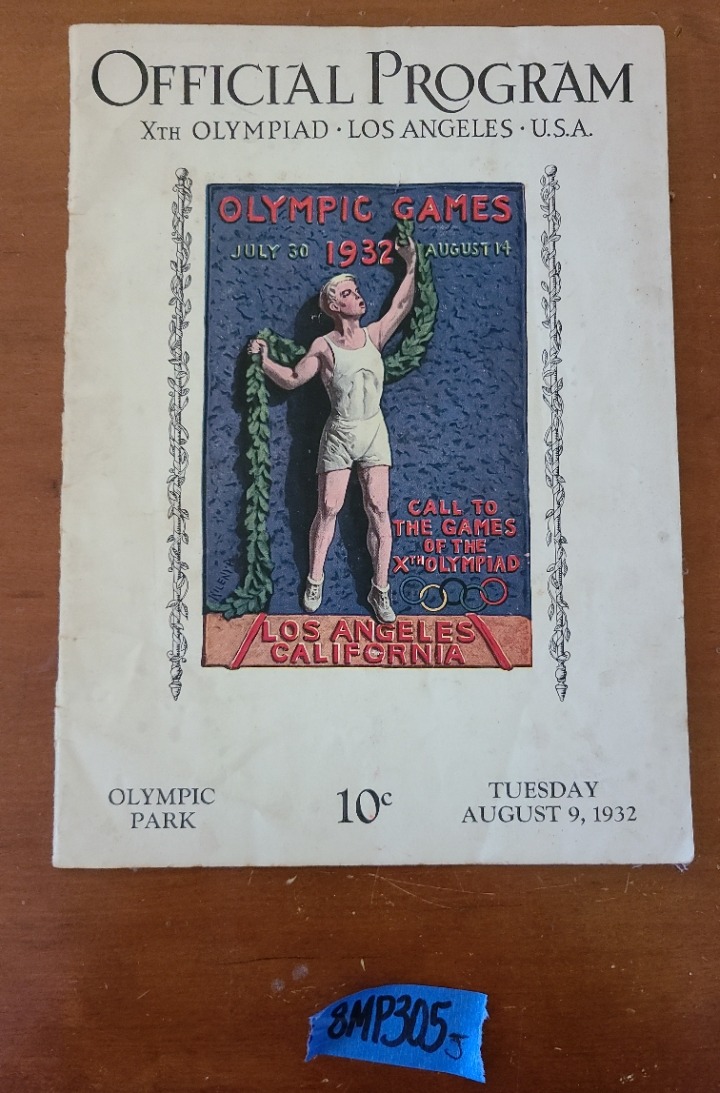 OFFICIAL PROGRAM
XTH OLYMPIAD · LOS ANGELES · U.S.A.
OLYMPIC GAMES
JULY 30 1932 AUGUST 14
CALL TO
THE GAMES
OF THE
XTH OLYMPIAD
LOS ANGELES
CALIFORNIA
OLYMPIC
PARK
10c
TUESDAY
AUGUST 9, 1932
8MP305J